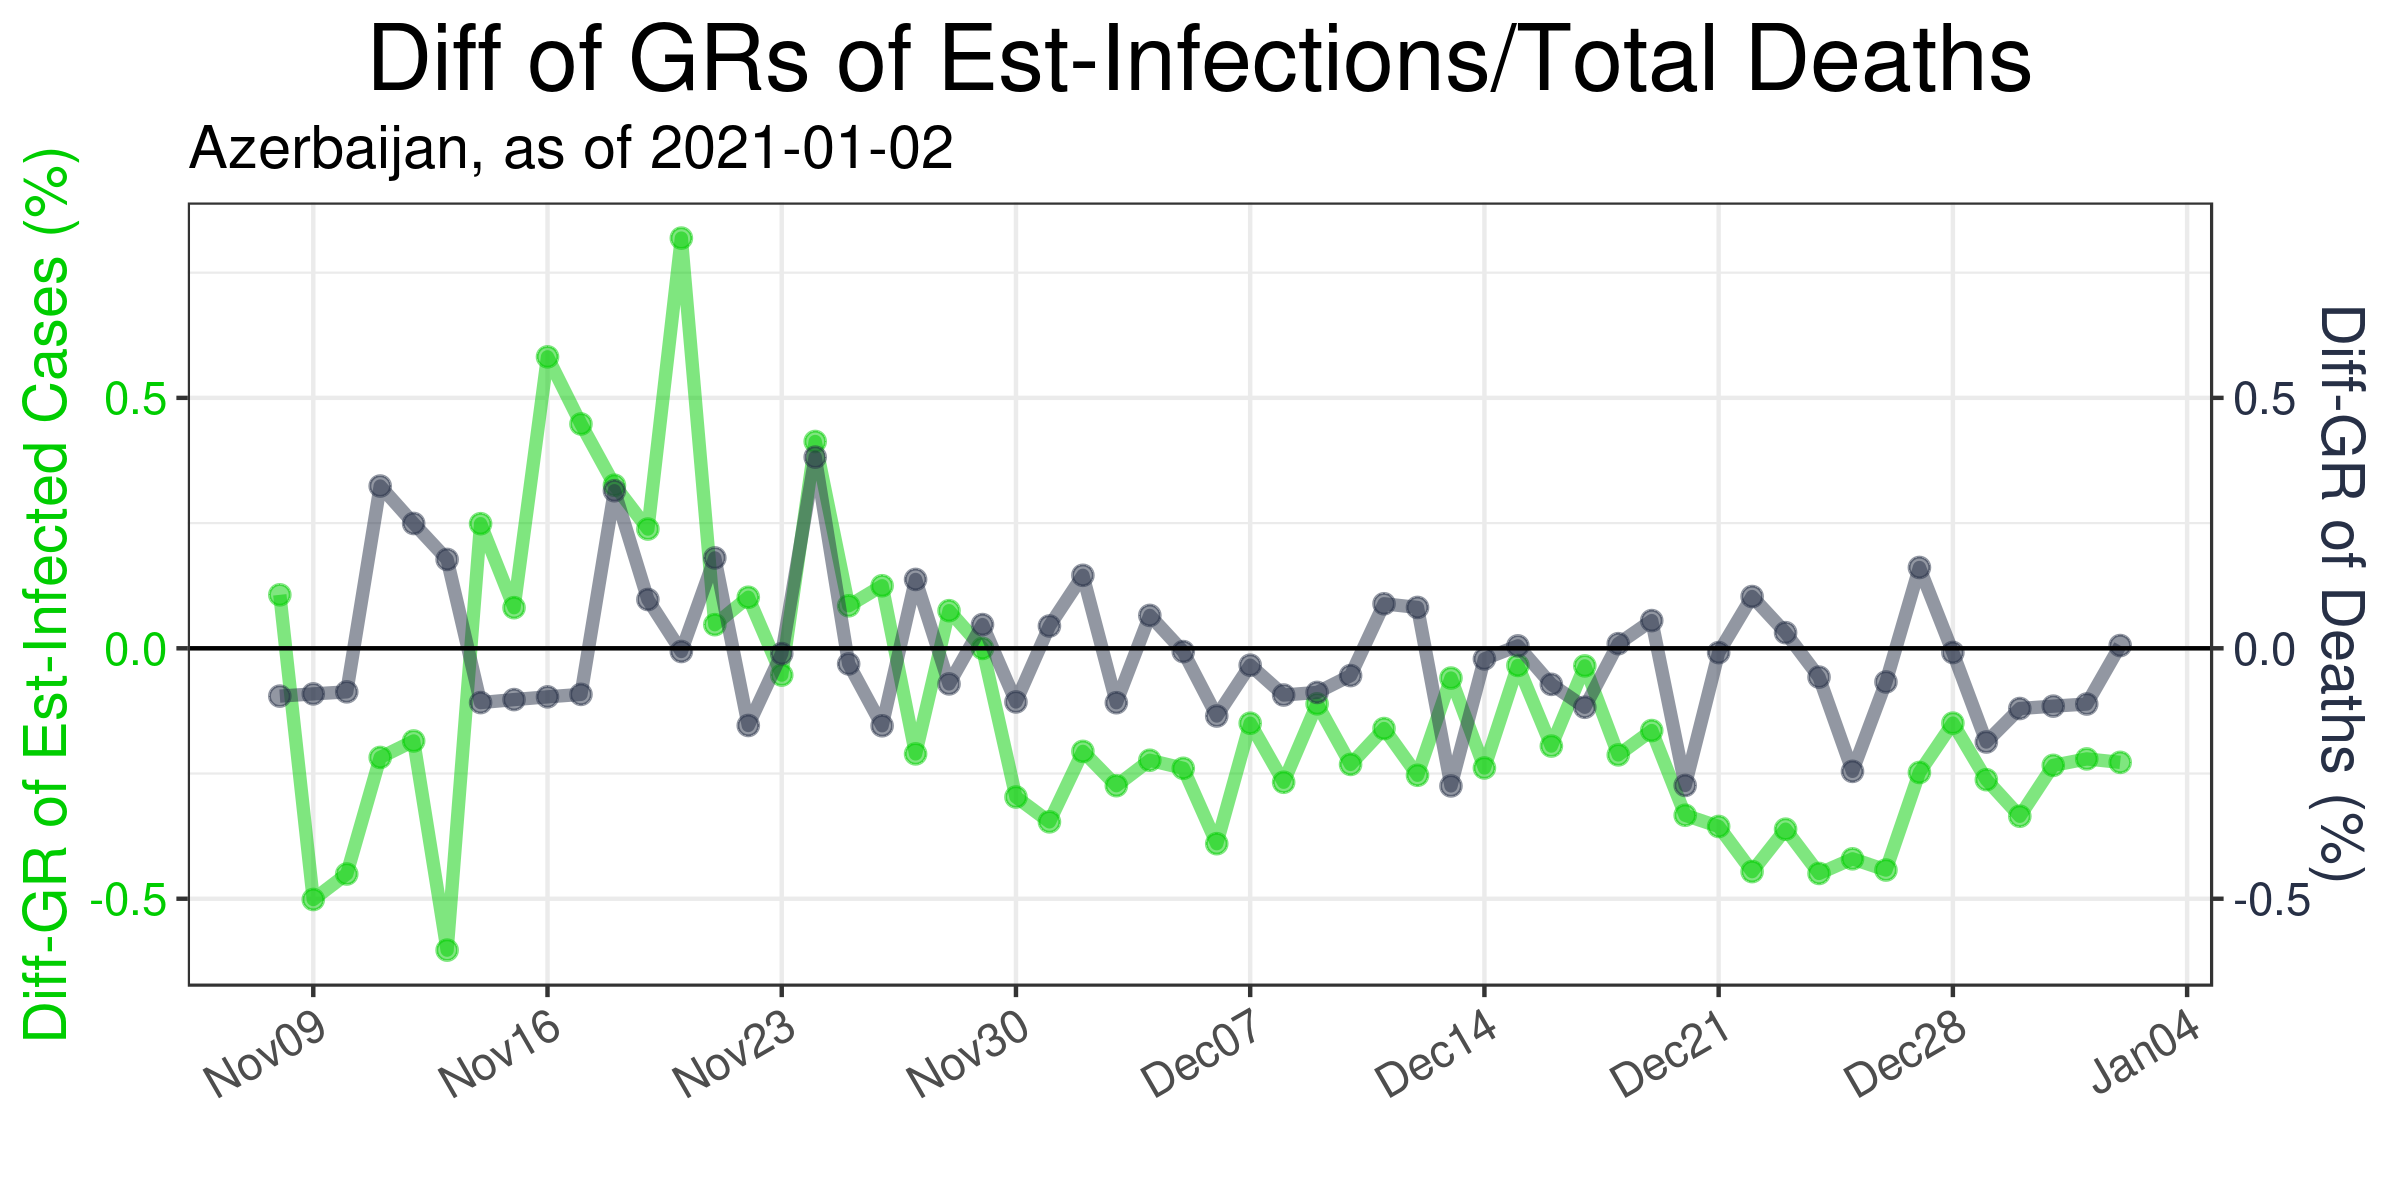 Diff of GRs of Est-Infections/Total Deaths
Azerbaijan, as of 2021-01-02
Diff-GR of Est-Infected Cases (%)
0.5
0.0
-0.5
0.5
0.0
-0.5
Diff-GR of Deaths (%)
Nov09
Nov16
Nov23
Nov30
Dec07
Dec14
Dec21
Dec28
Jan04